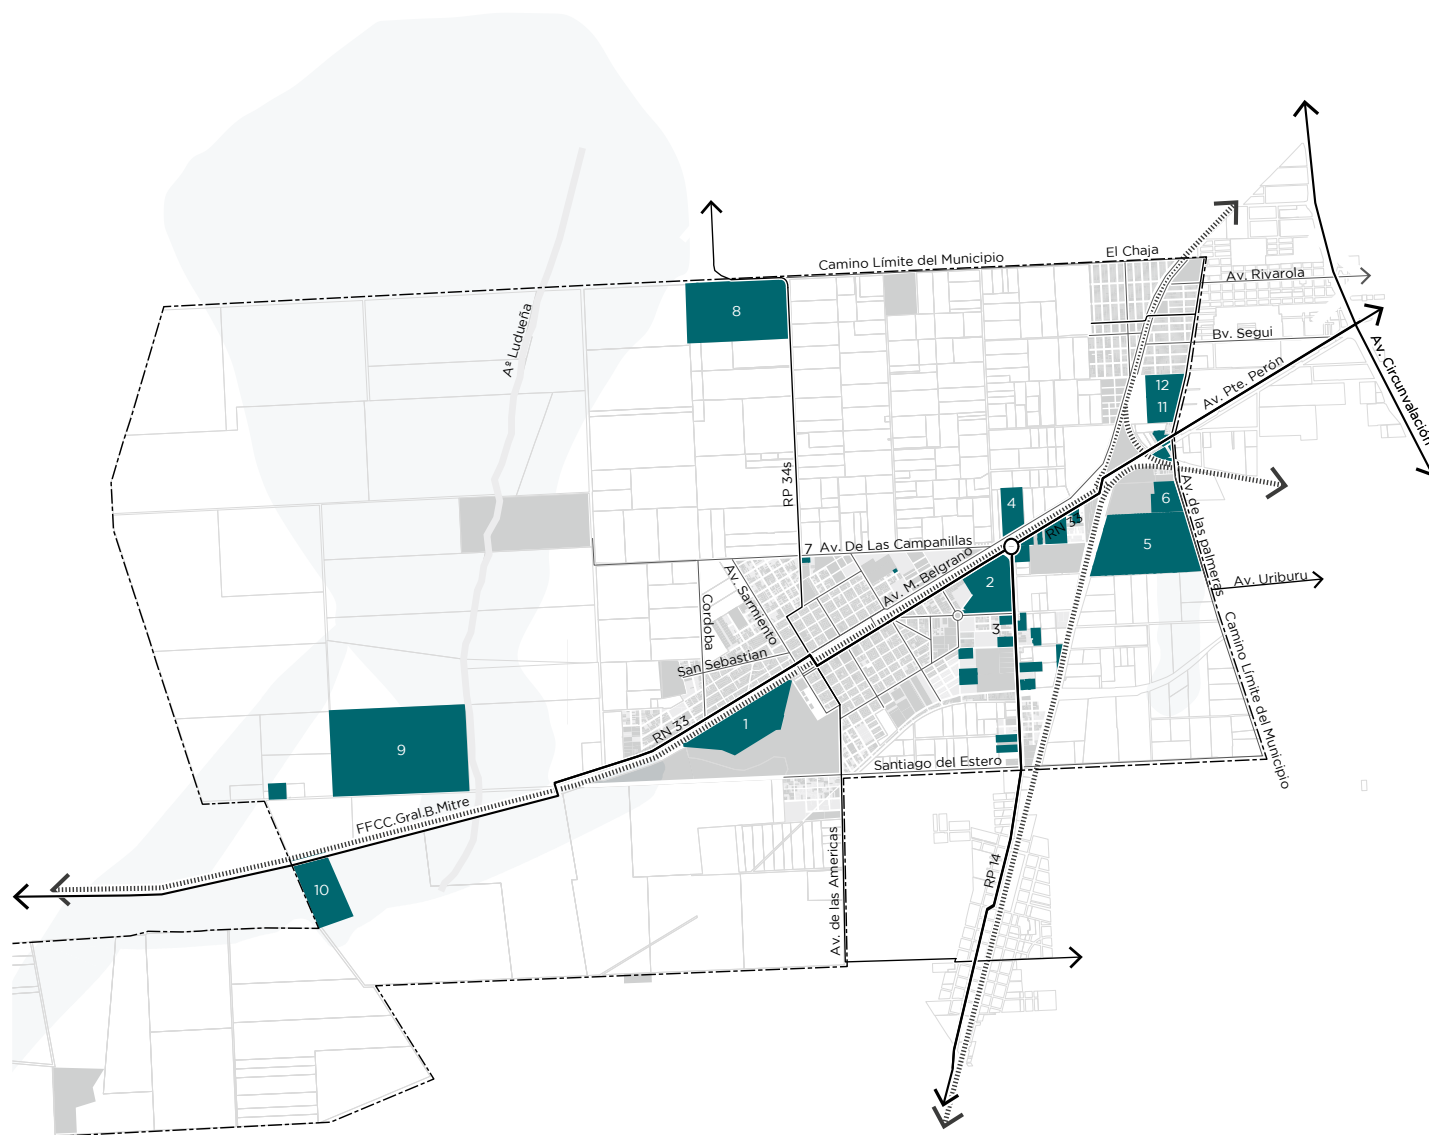 El Chaja
Camino Límite del Municipio
Av. Rivarola
8
Bv. Segui
Aº Ludueña
Av. Pte. Perón
Av. Circunvalación
12
11
RP 34s
4
6
Av. de las palmeras
RN 33
5
7
Av. De Las Campanillas
Av. M. Belgrano
2
Av. Uriburu
Av. Sarmiento
Cordoba
3
San Sebastian
Camino Límite del Municipio
1
RN 33
9
Santiago del Estero
FFCC.Gral.B.Mitre
10
RP 14
Av. de las Americas